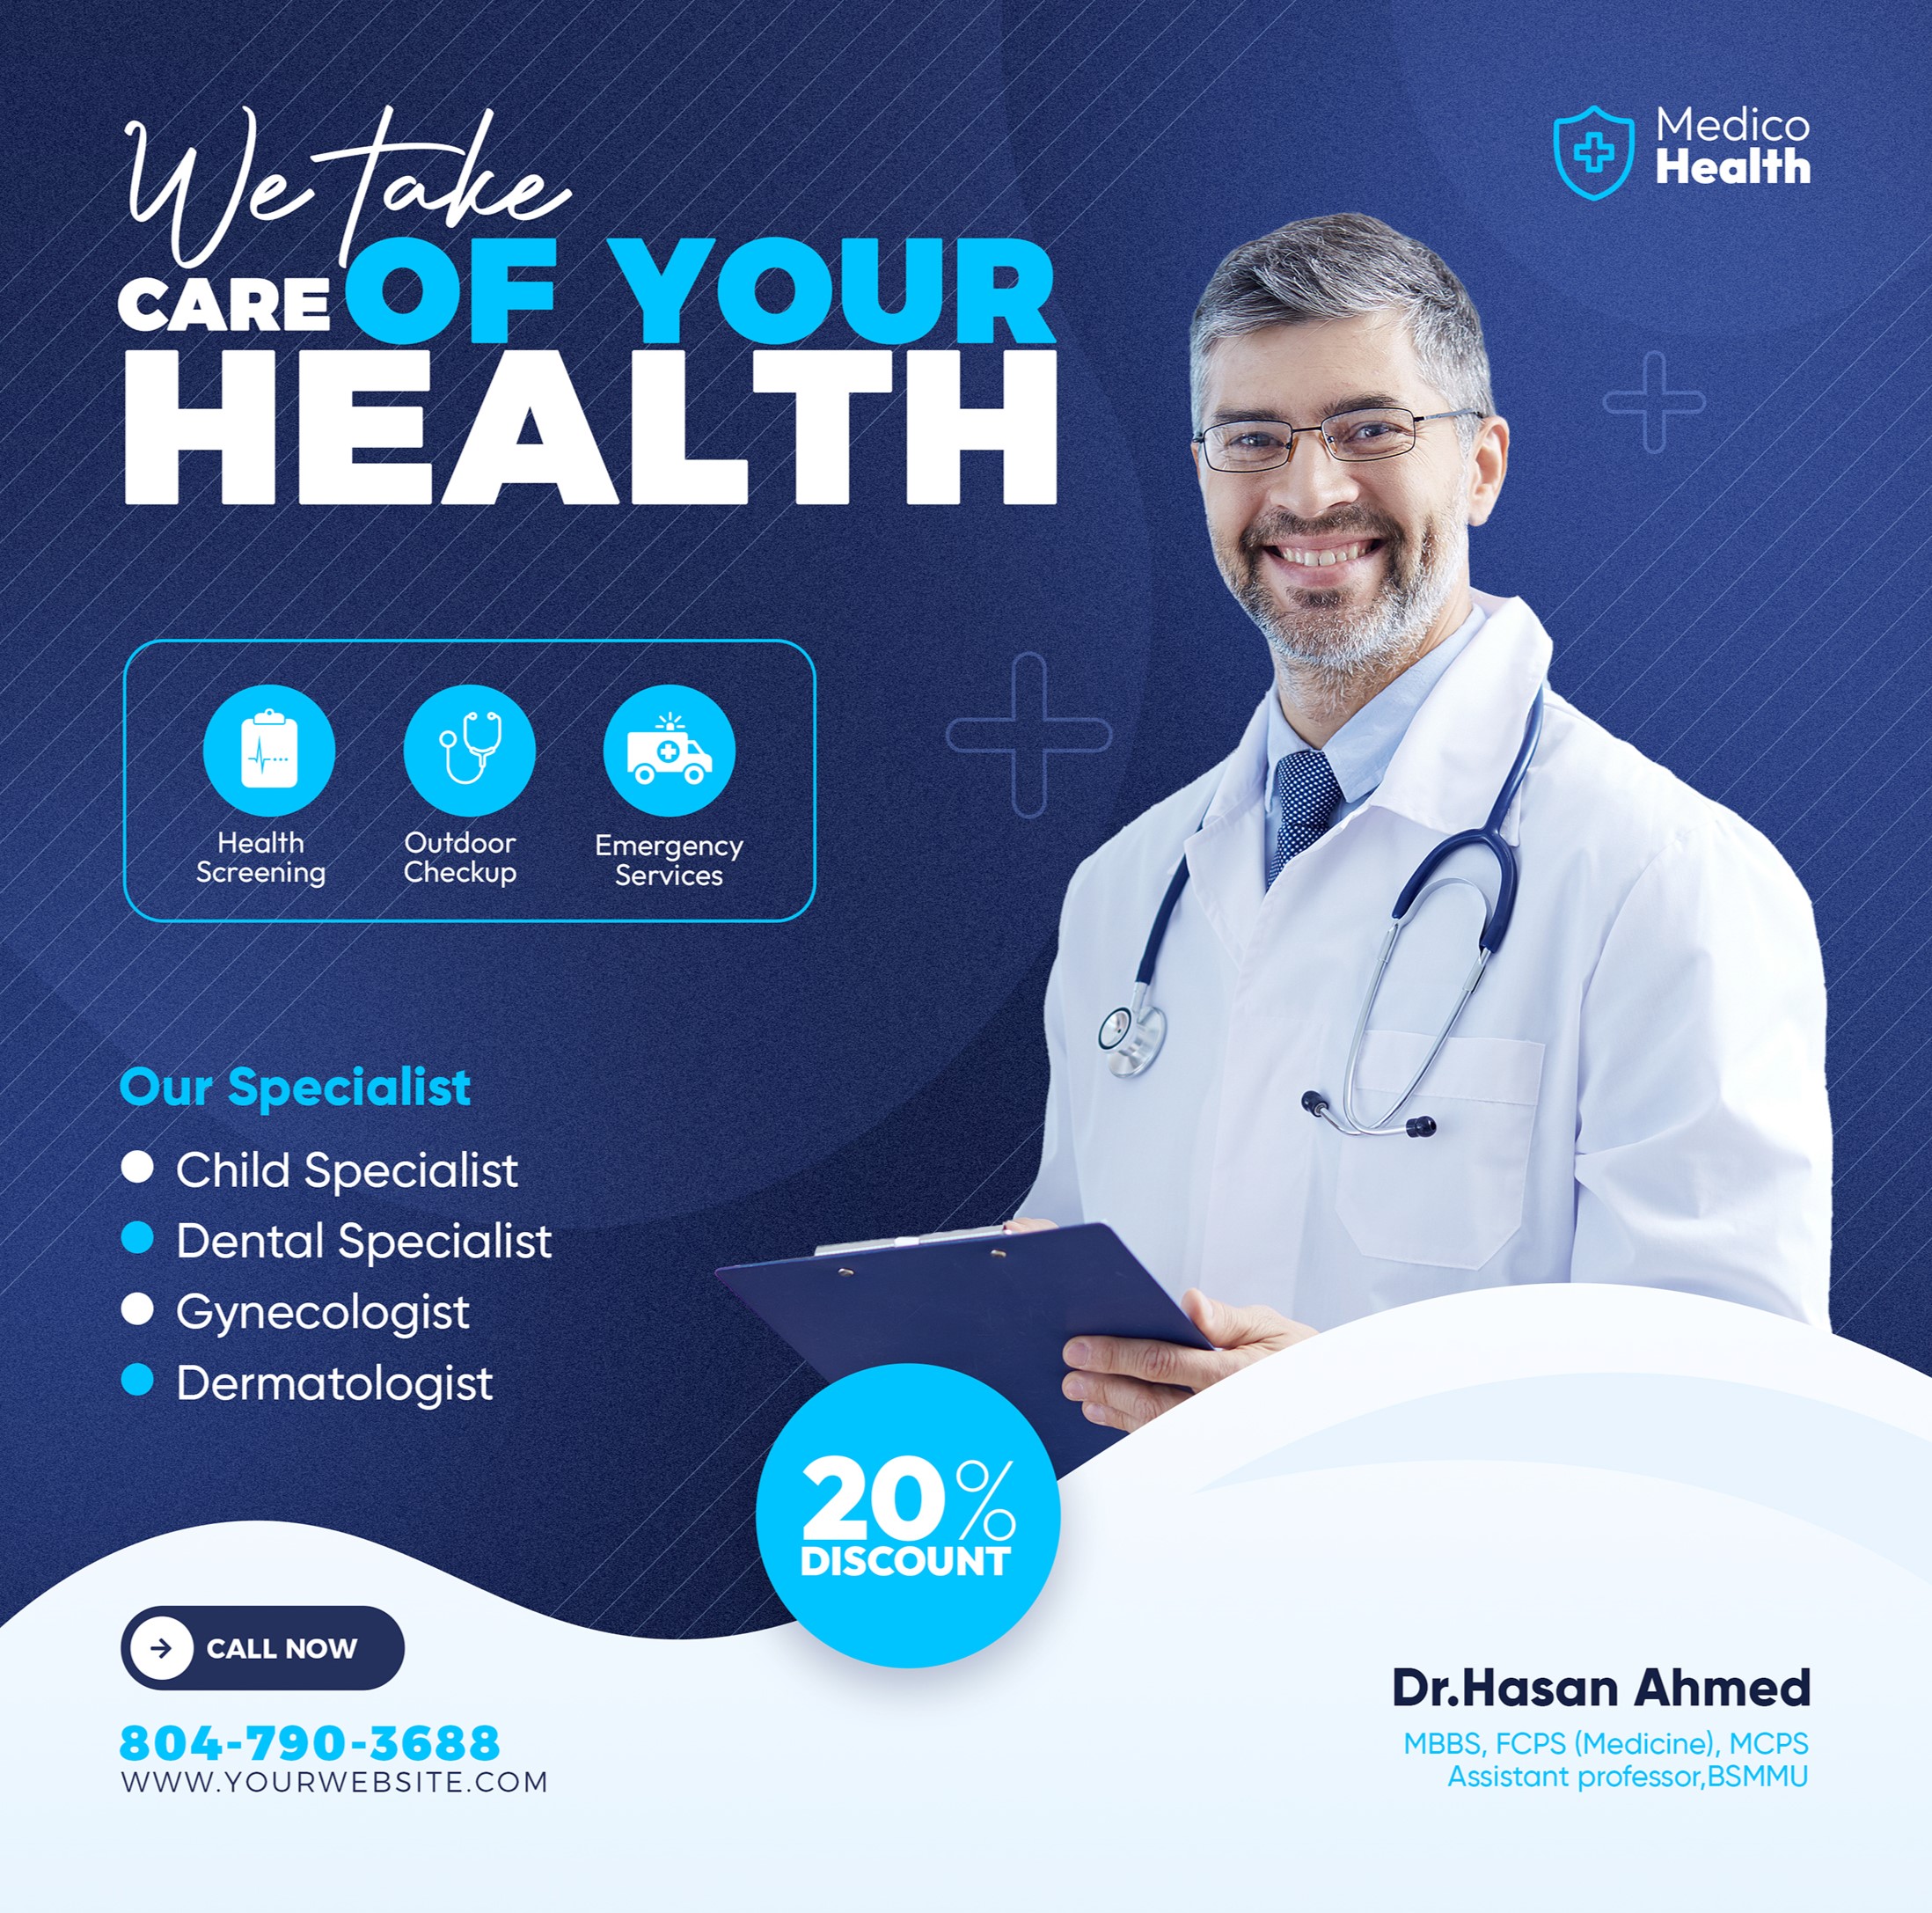 We take
CARE OF YOUR
HEALTH
Medico
Health
Health
Screening
Outdoor
Checkup
Emergency
Services
Our Specialist
Child Specialist
Dental Specialist
Gynecologist
Dermatologist
20%
DISCOUNT
CALL NOW
804-790-3688
WWW.YOURWEBSITE.COM
Dr.Hasan Ahmed
MBBS, FCPS (Medicine), MCPS
Assistant professor,BSMMU